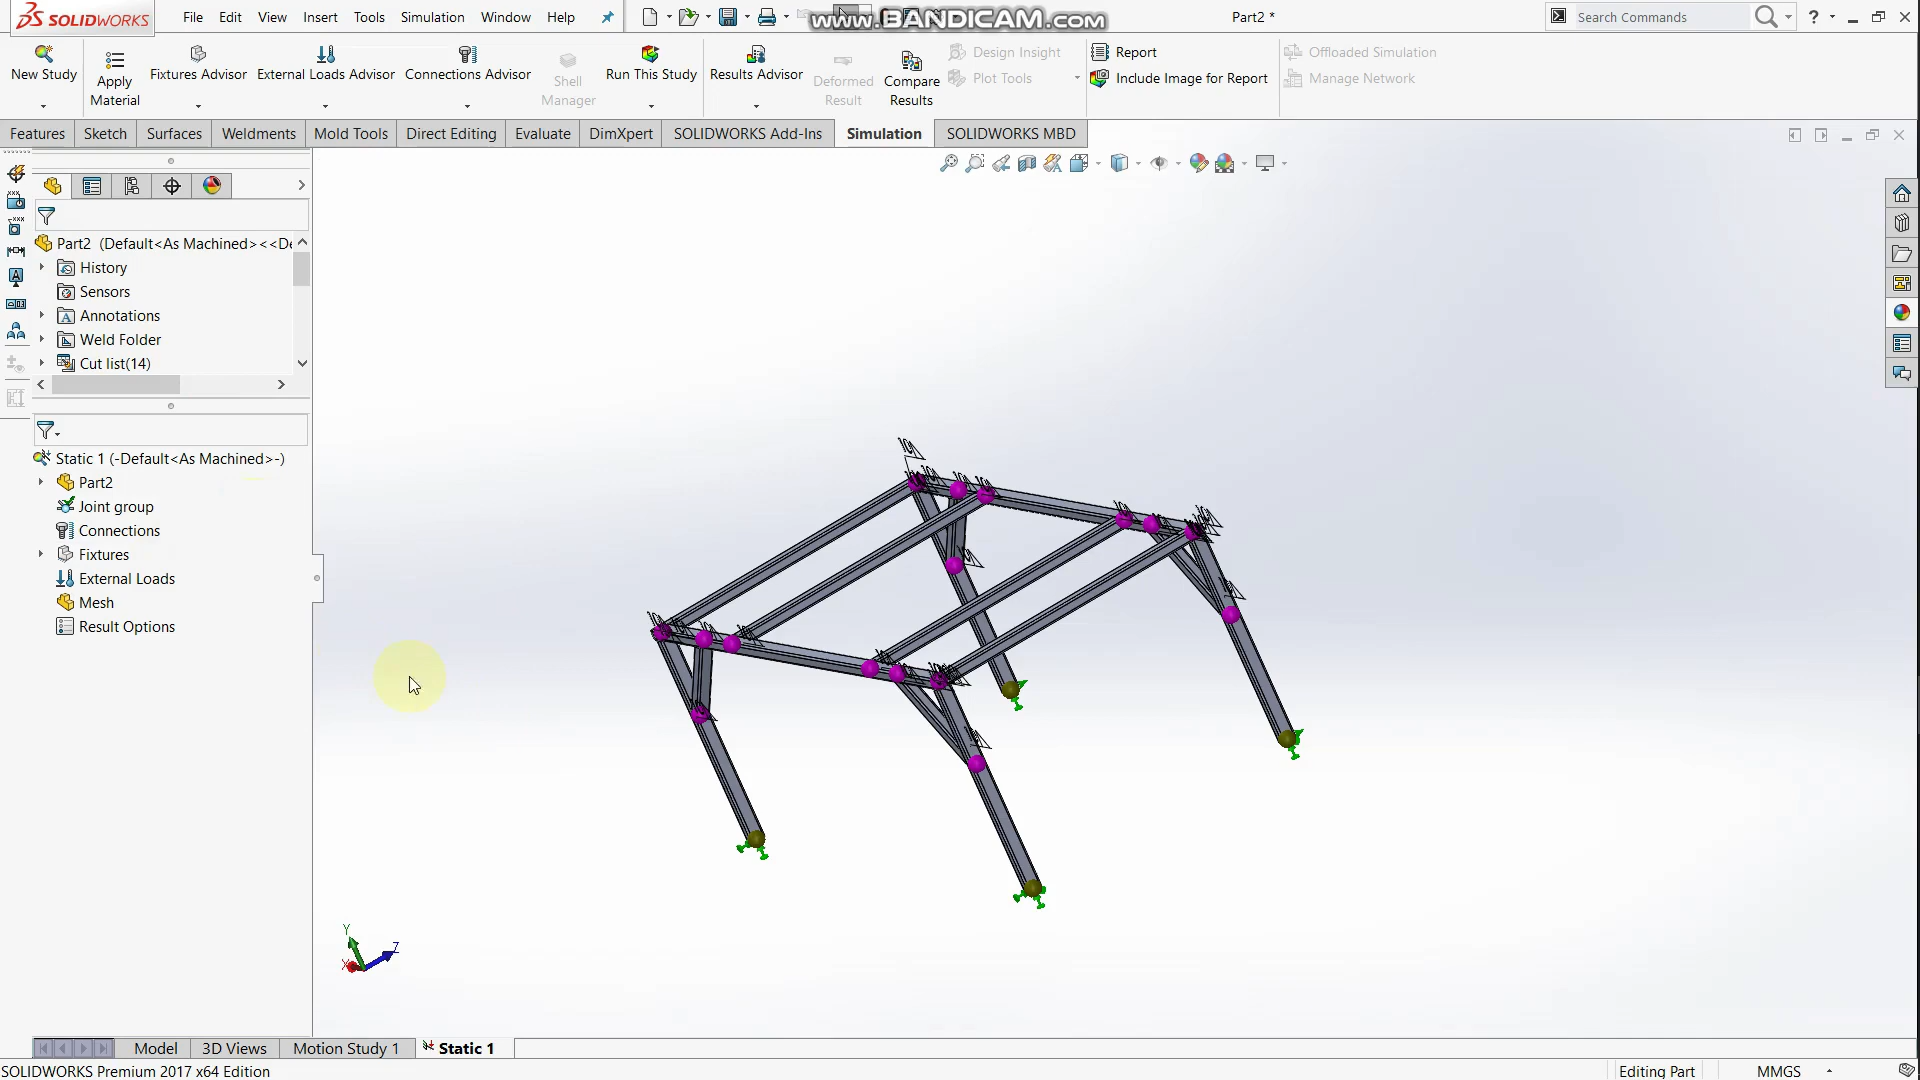 SOLIDWORKS
File Edit View Insert Tools Simulation Window Help
www.BANDICAM.com
Part2 *
Search Commands
New Study
Apply Material
Fixtures Advisor
External Loads Advisor
Connections Advisor
Shell Manager
Run This Study
Results Advisor
Deformed Result
Compare Results
Design Insight
Plot Tools
Report
Include Image for Report
Offloaded Simulation
Manage Network
Features Sketch Surfaces Weldments Mold Tools Direct Editing Evaluate DimXpert SOLIDWORKS Add-Ins Simulation SOLIDWORKS MBD
Part2 (Default<As Machined><<De
History
Sensors
Annotations
Weld Folder
Cut list(14)
Static 1 (-Default<As Machined>-)
Part2
Joint group
Connections
Fixtures
External Loads
Mesh
Result Options
Y
Z
X
Model 3D Views Motion Study 1 Static 1
SOLIDWORKS Premium 2017 x64 Edition
Editing Part
MMGS